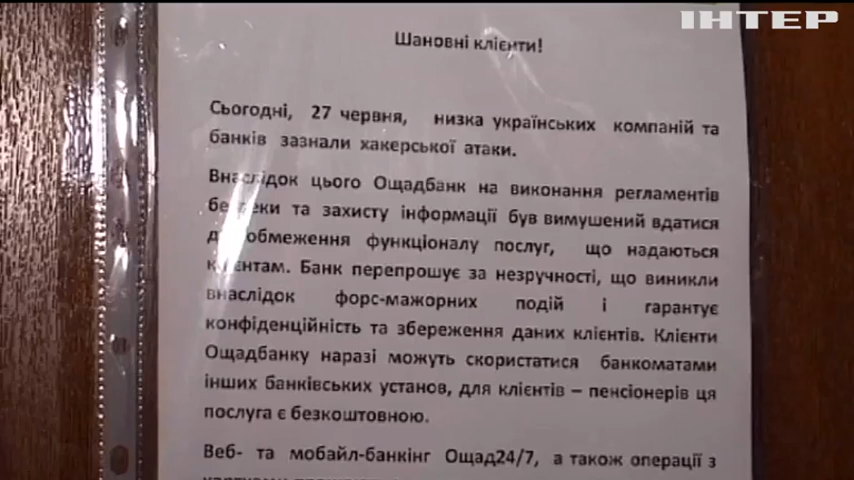 ІНТЕР
Шановні клієнти!
Сьогодні, 27 червня, низка українських компаній та
банків зазнали хакерської атаки.
Внаслідок цього Ощадбанк на виконання регламентів
безпеки та захисту інформації був вимушений вдатися
до обмеження функціоналу послуг, що надаються
клієнтам. Банк перепрошує за незручності, що виникли
внаслідок форс-мажорних подій і гарантує
конфіденційність та збереження даних клієнтів. Клієнти
Ощадбанку наразі можуть скористатися банкоматами
інших банківських установ, для клієнтів – пенсіонерів ця
послуга є безкоштовною.
Веб- та мобайл-банкінг Ощад24/7, а також операції з